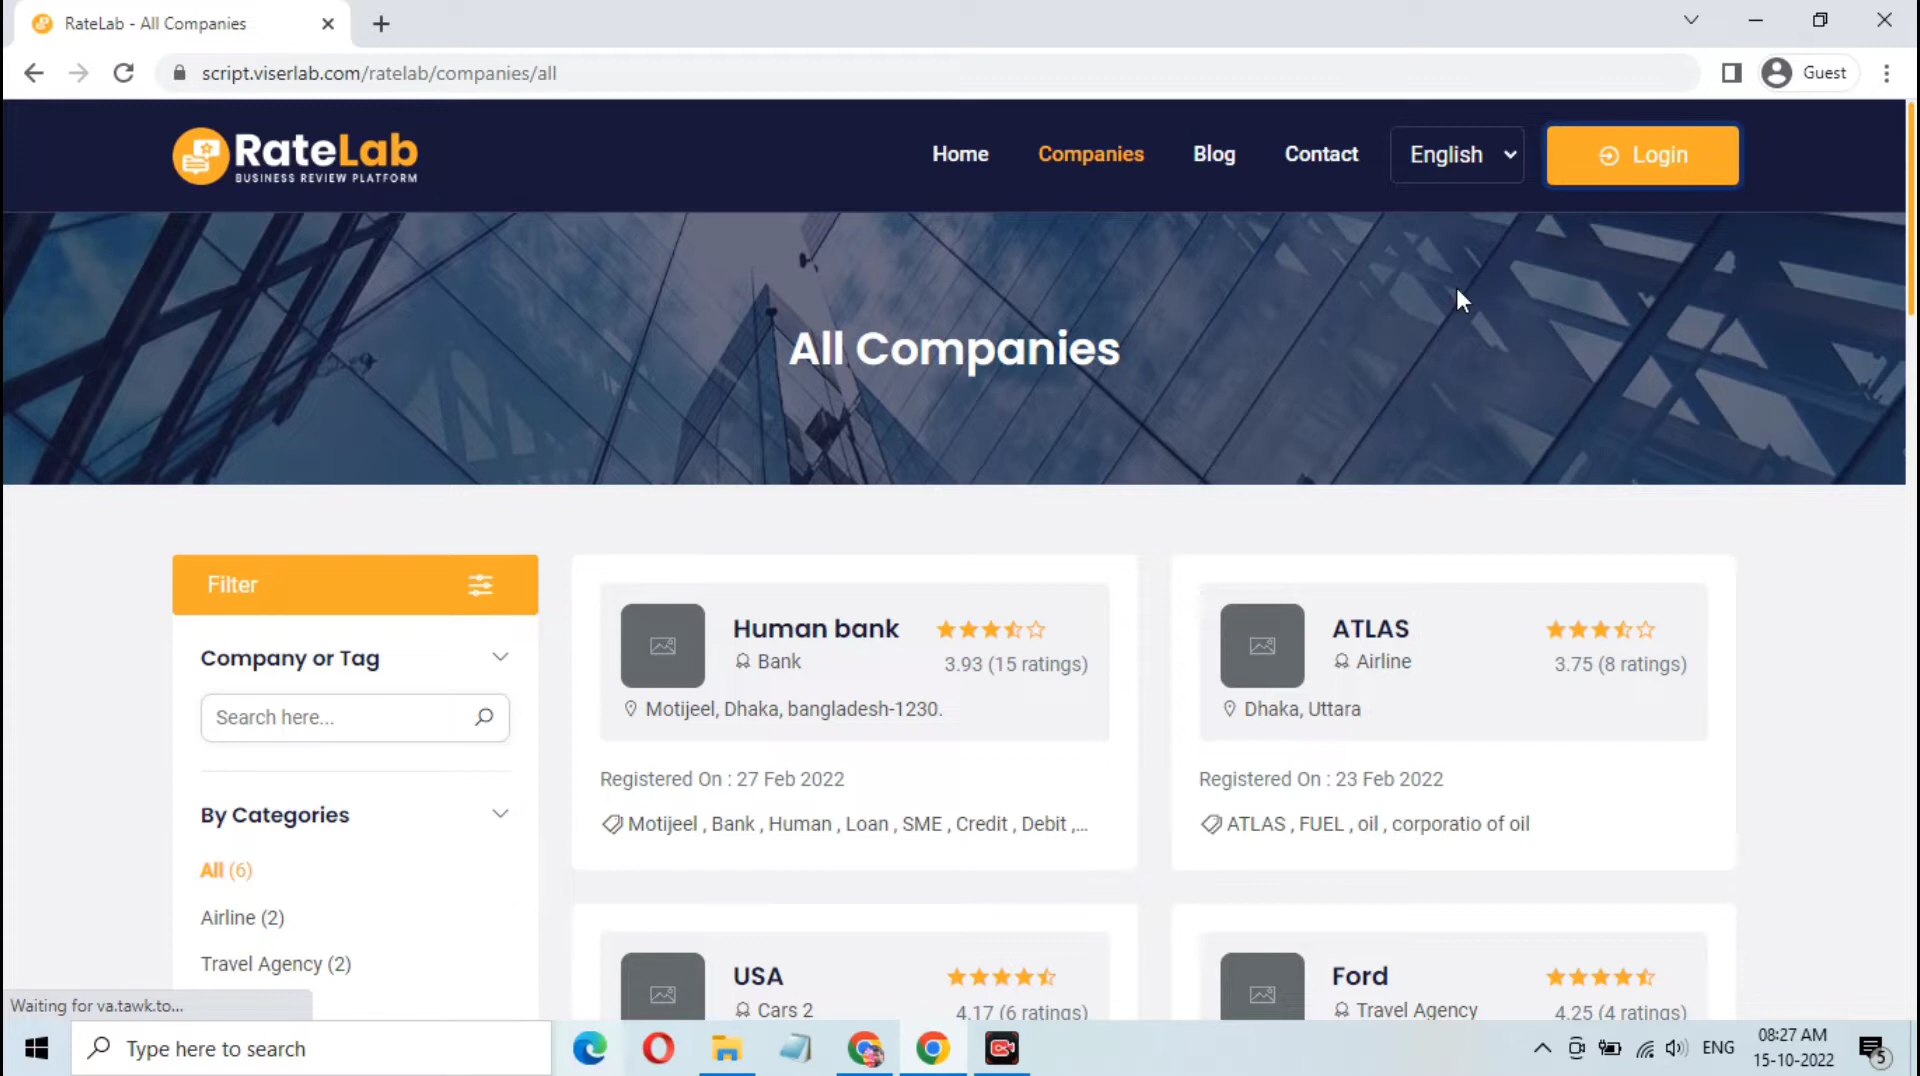 RateLab - All Companies
script.viserlab.com/ratelab/companies/all
Guest
RateLab
BUSINESS REVIEW PLATFORM
Home
Companies
Blog
Contact
English
Login
All Companies
Filter
Company or Tag
Search here...
By Categories
All (6)
Airline (2)
Travel Agency (2)
Human bank
Bank
3.93 (15 ratings)
Motijeel, Dhaka, bangladesh-1230.
Registered On : 27 Feb 2022
Motijeel , Bank , Human , Loan , SME , Credit , Debit ,...
ATLAS
Airline
3.75 (8 ratings)
Dhaka, Uttara
Registered On : 23 Feb 2022
ATLAS , FUEL , oil , corporatio of oil
USA
Cars 2
4.17 (6 ratings)
Ford
Travel Agency
4.25 (4 ratings)
Waiting for va.tawk.to...
Type here to search
ENG
08:27 AM
15-10-2022
5